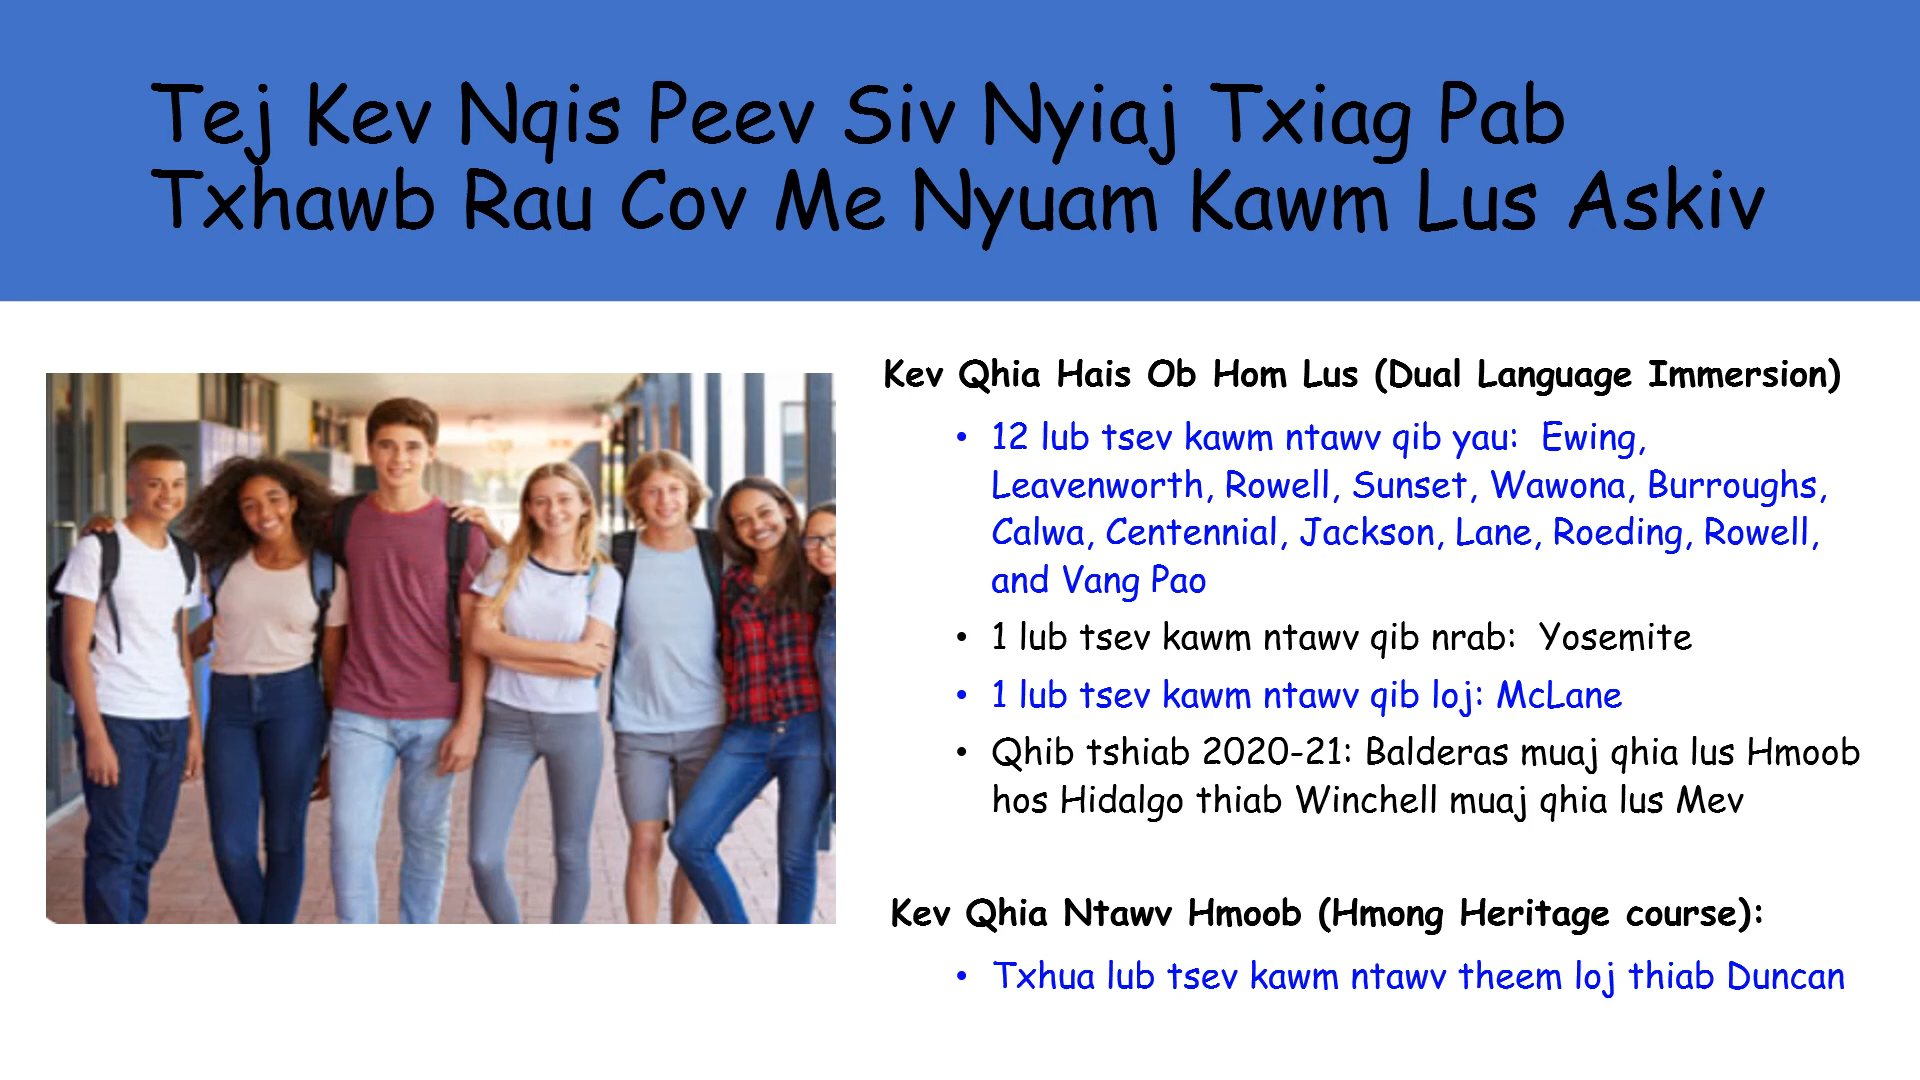 Tej Kev Nqis Peev Siv Nyiaj Txiag Pab
Txhawb Rau Cov Me Nyuam Kawm Lus Askiv
Kev Qhia Hais Ob Hom Lus (Dual Language Immersion)
• 12 lub tsev kawm ntawv qib yau: Ewing,
Leavenworth, Rowell, Sunset, Wawona, Burroughs,
Calwa, Centennial, Jackson, Lane, Roeding, Rowell,
and Vang Pao
• 1 lub tsev kawm ntawv qib nrab: Yosemite
• 1 lub tsev kawm ntawv qib loj: McLane
• Qhib tshiab 2020-21: Balderas muaj qhia lus Hmoob
hos Hidalgo thiab Winchell muaj qhia lus Mev
Kev Qhia Ntawv Hmoob (Hmong Heritage course):
• Txhua lub tsev kawm ntawv theem loj thiab Duncan